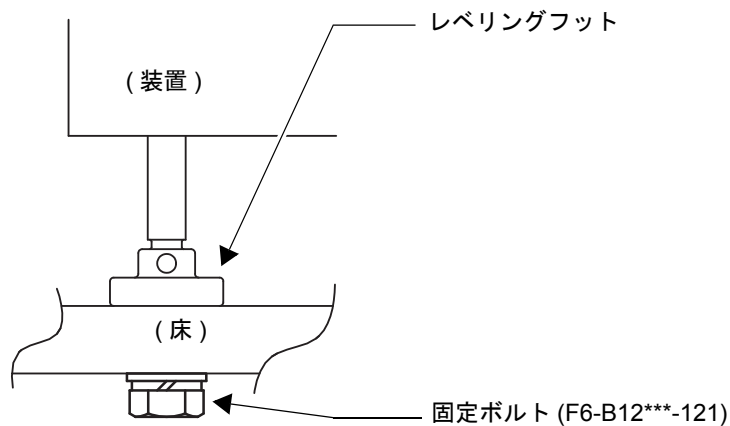 レベリングフット
( 装置 )
( 床 )
固定ボルト (F6-B12***-121)